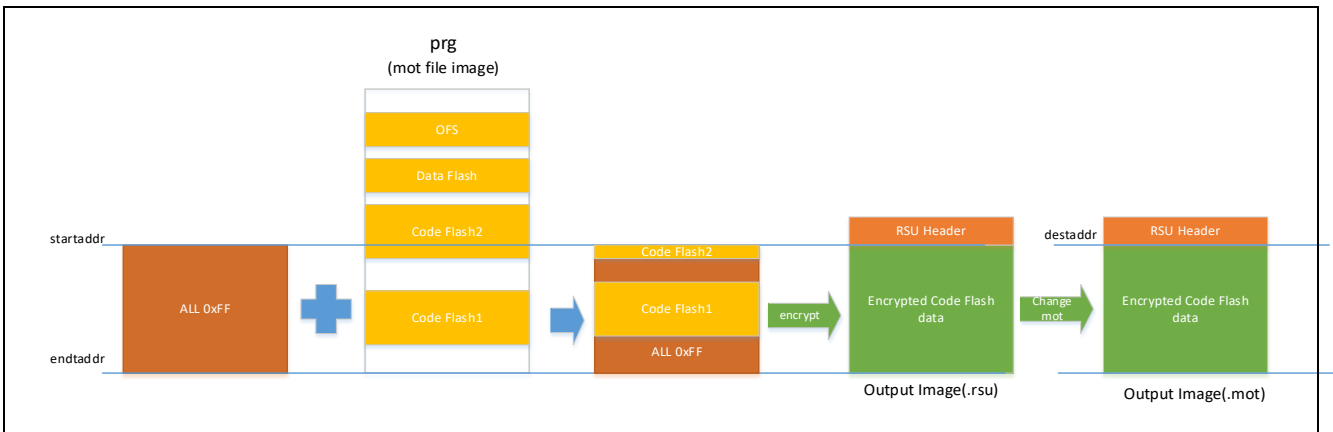 prg
(mot file image)
OFS
Data Flash
Code Flash2
Code Flash1
startaddr
endtaddr
ALL 0xFF
Code Flash2
Code Flash1
ALL 0xFF
encrypt
RSU Header
Encrypted Code Flash
data
Output Image(.rsu)
Change
mot
destaddr
RSU Header
Encrypted Code Flash
data
Output Image(.mot)